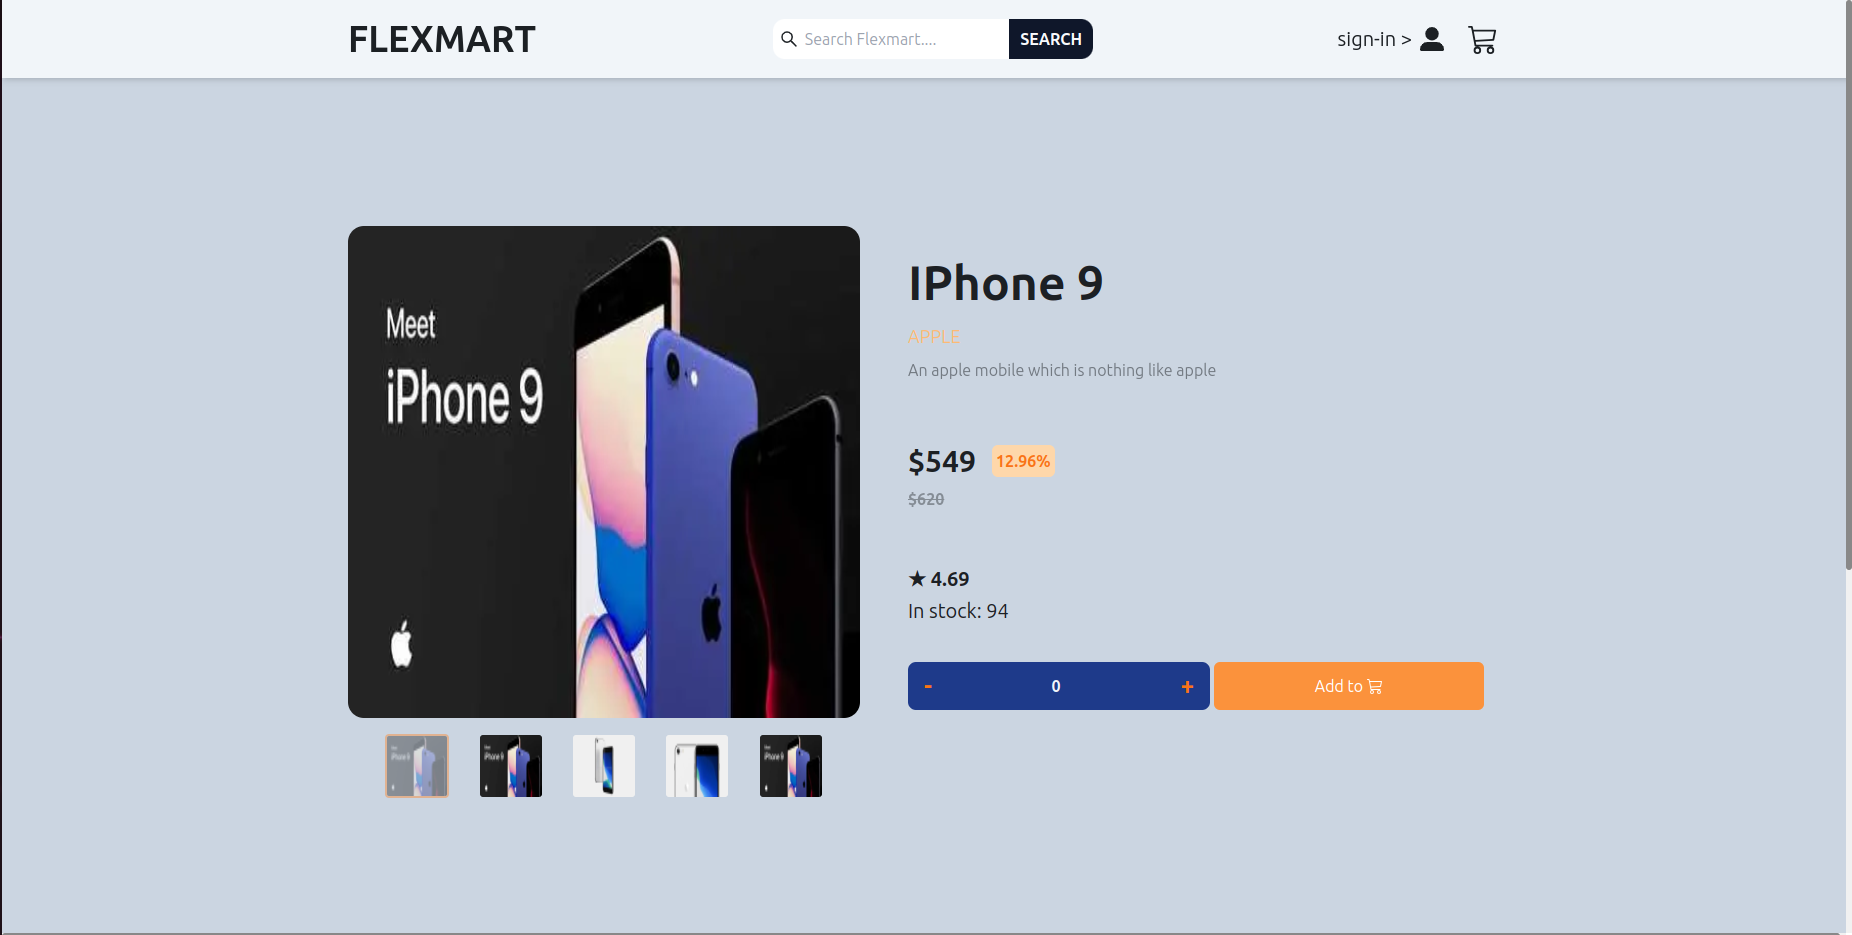 FLEXMART
Search Flexmart....
SEARCH
sign-in >
Meet
iPhone 9
IPhone 9
APPLE
An apple mobile which is nothing like apple
$549
12.96%
$620
★ 4.69
In stock: 94
-
0
+
Add to